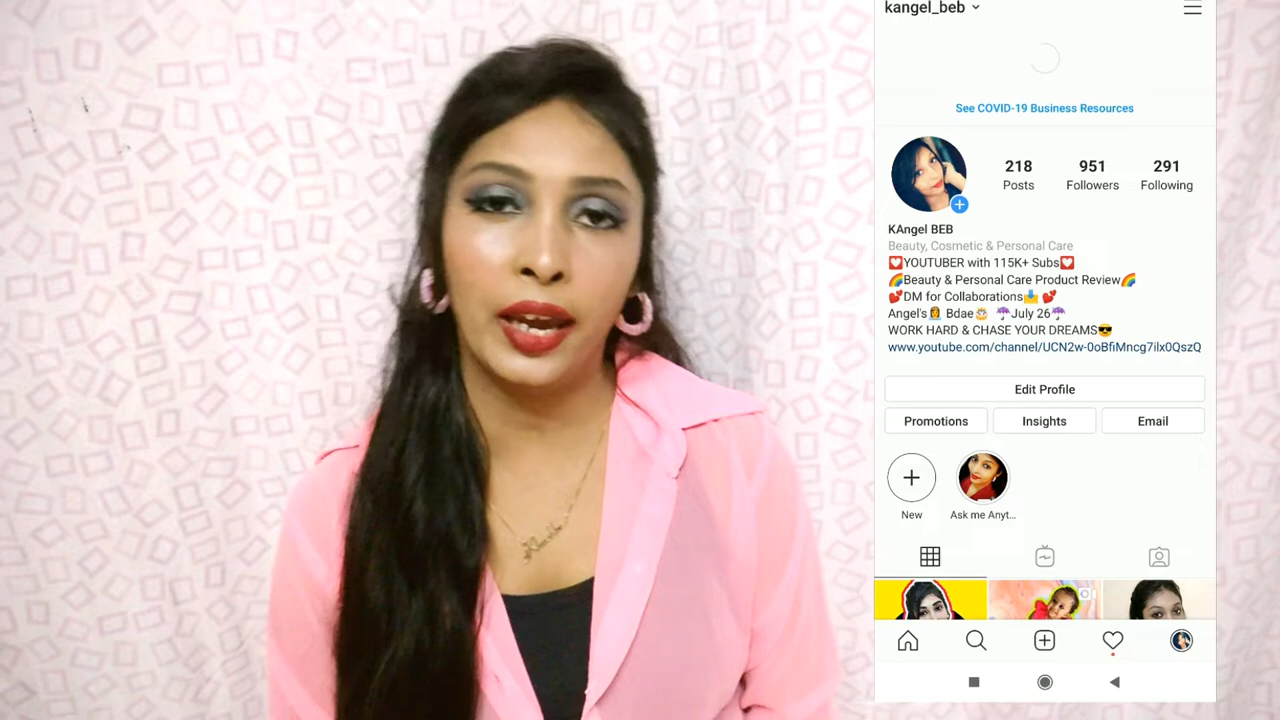 kangel_beb
See COVID-19 Business Resources
218 951 291
Posts Followers Following
KAngel BEB
Beauty, Cosmetic & Personal Care
💟YOUTUBER with 115K+ Subs💟
🌈Beauty & Personal Care Product Review🌈
💕DM for Collaborations📥 💕
Angel's👩 Bdae🎂 ☔July 26☔
WORK HARD & CHASE YOUR DREAMS😎
www.youtube.com/channel/UCN2w-0oBfiMncg7ilx0QszQ
Edit Profile
Promotions Insights Email
New Ask me Anyt...